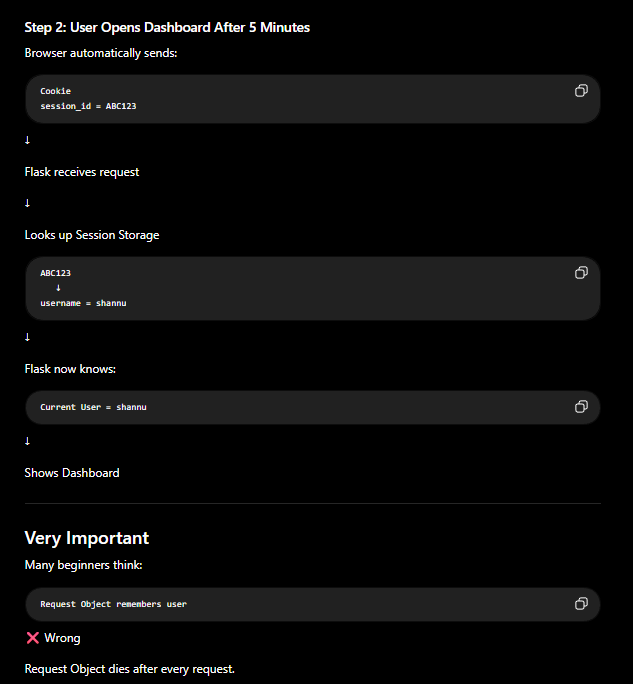 Step 2: User Opens Dashboard After 5 Minutes
Browser automatically sends:
Cookie
session_id = ABC123
↓
Flask receives request
↓
Looks up Session Storage
ABC123
↓
username = shannu
↓
Flask now knows:
Current User = shannu
↓
Shows Dashboard
Very Important
Many beginners think:
Request Object remembers user
❌ Wrong
Request Object dies after every request.